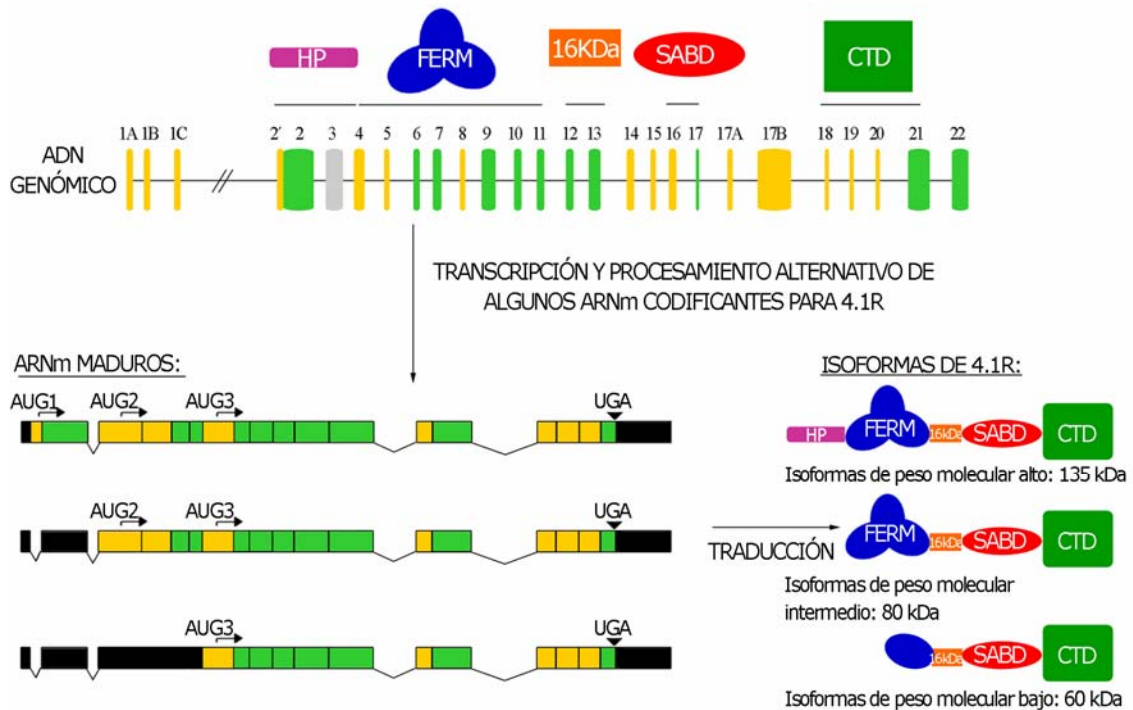 HP
FERM
16KDa
SABD
CTD
1A 1B 1C 2' 2 3 4 5 6 7 8 9 10 11 12 13 14 15 16 17 17A 17B 18 19 20 21 22
ADN
GENÓMICO
TRANSCRIPCIÓN Y PROCESAMIENTO ALTERNATIVO DE
ALGUNOS ARNm CODIFICANTES PARA 4.1R
ARNm MADUROS:
AUG1 AUG2 AUG3 UGA
AUG2 AUG3 UGA
AUG3 UGA
TRADUCCIÓN
ISOFORMAS DE 4.1R:
HP FERM 16kDa SABD CTD
Isoformas de peso molecular alto: 135 kDa
FERM 16kDa SABD CTD
Isoformas de peso molecular
intermedio: 80 kDa
16kDa SABD CTD
Isoformas de peso molecular bajo: 60 kDa